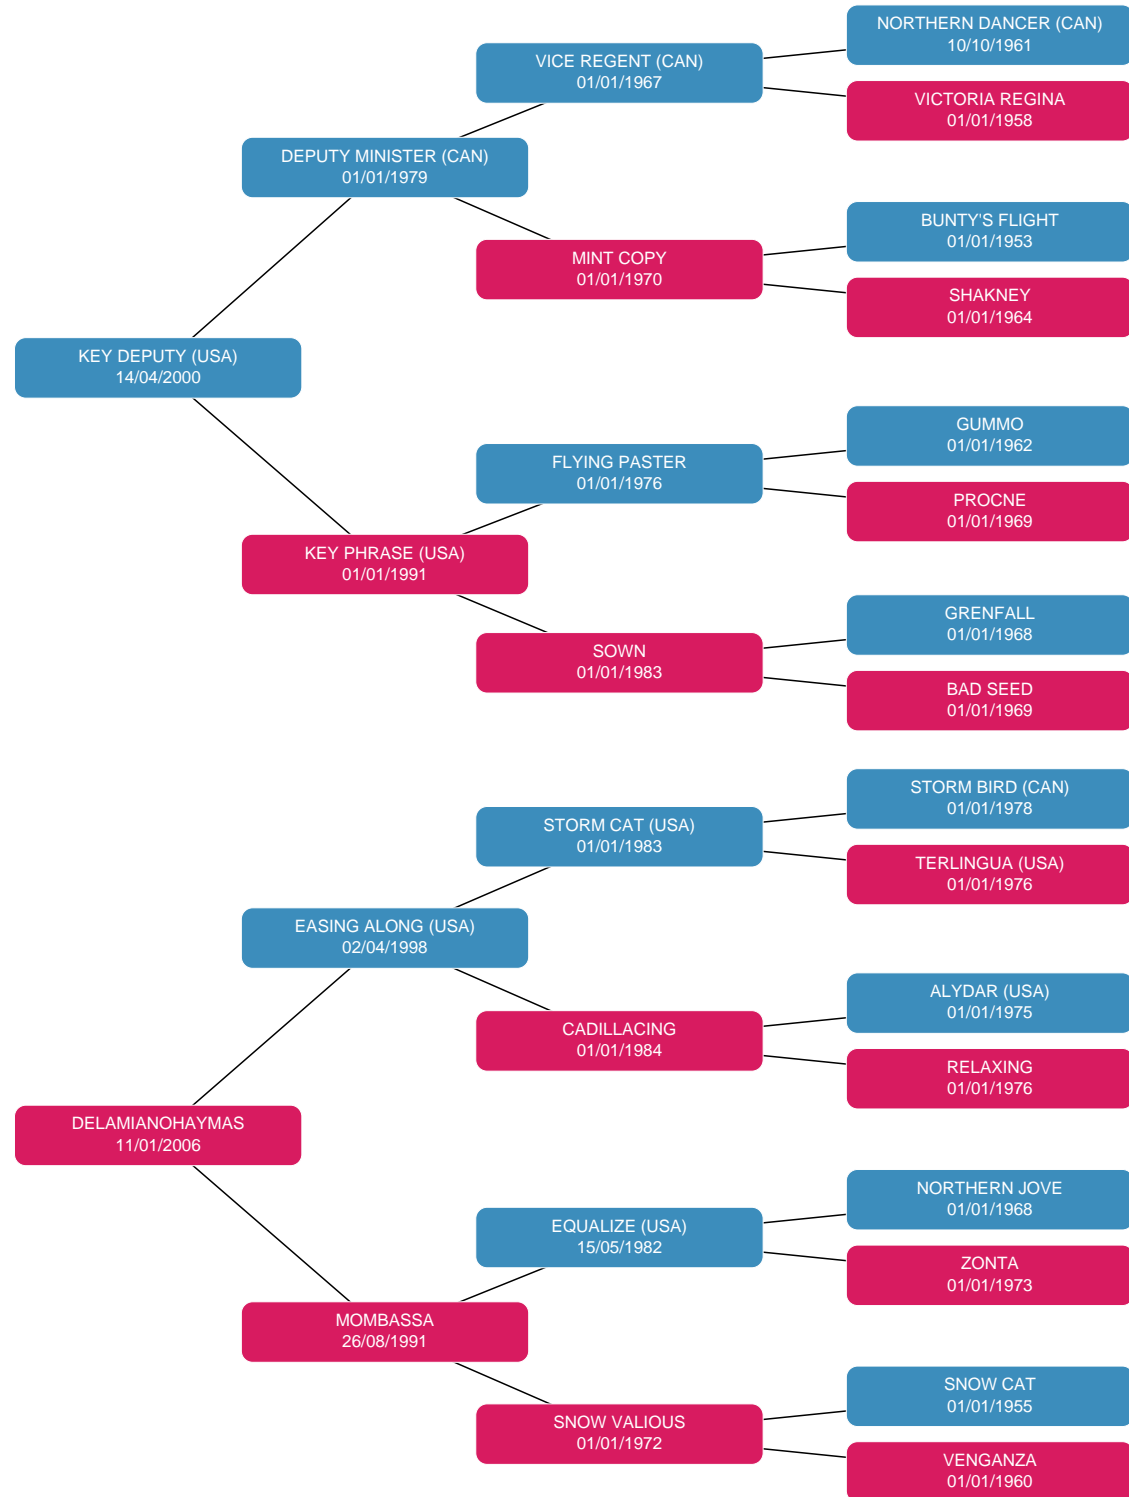 NORTHERN DANCER (CAN)
10/10/1961
VICE REGENT (CAN)
01/01/1967
VICTORIA REGINA
01/01/1958
DEPUTY MINISTER (CAN)
01/01/1979
BUNTY'S FLIGHT
01/01/1953
MINT COPY
01/01/1970
SHAKNEY
01/01/1964
KEY DEPUTY (USA)
14/04/2000
GUMMO
01/01/1962
FLYING PASTER
01/01/1976
PROCNE
01/01/1969
KEY PHRASE (USA)
01/01/1991
GRENFALL
01/01/1968
SOWN
01/01/1983
BAD SEED
01/01/1969
STORM BIRD (CAN)
01/01/1978
STORM CAT (USA)
01/01/1983
TERLINGUA (USA)
01/01/1976
EASING ALONG (USA)
02/04/1998
ALYDAR (USA)
01/01/1975
CADILLACING
01/01/1984
RELAXING
01/01/1976
DELAMIANOHAYMAS
11/01/2006
NORTHERN JOVE
01/01/1968
EQUALIZE (USA)
15/05/1982
ZONTA
01/01/1973
MOMBASSA
26/08/1991
SNOW CAT
01/01/1955
SNOW VALIOUS
01/01/1972
VENGANZA
01/01/1960